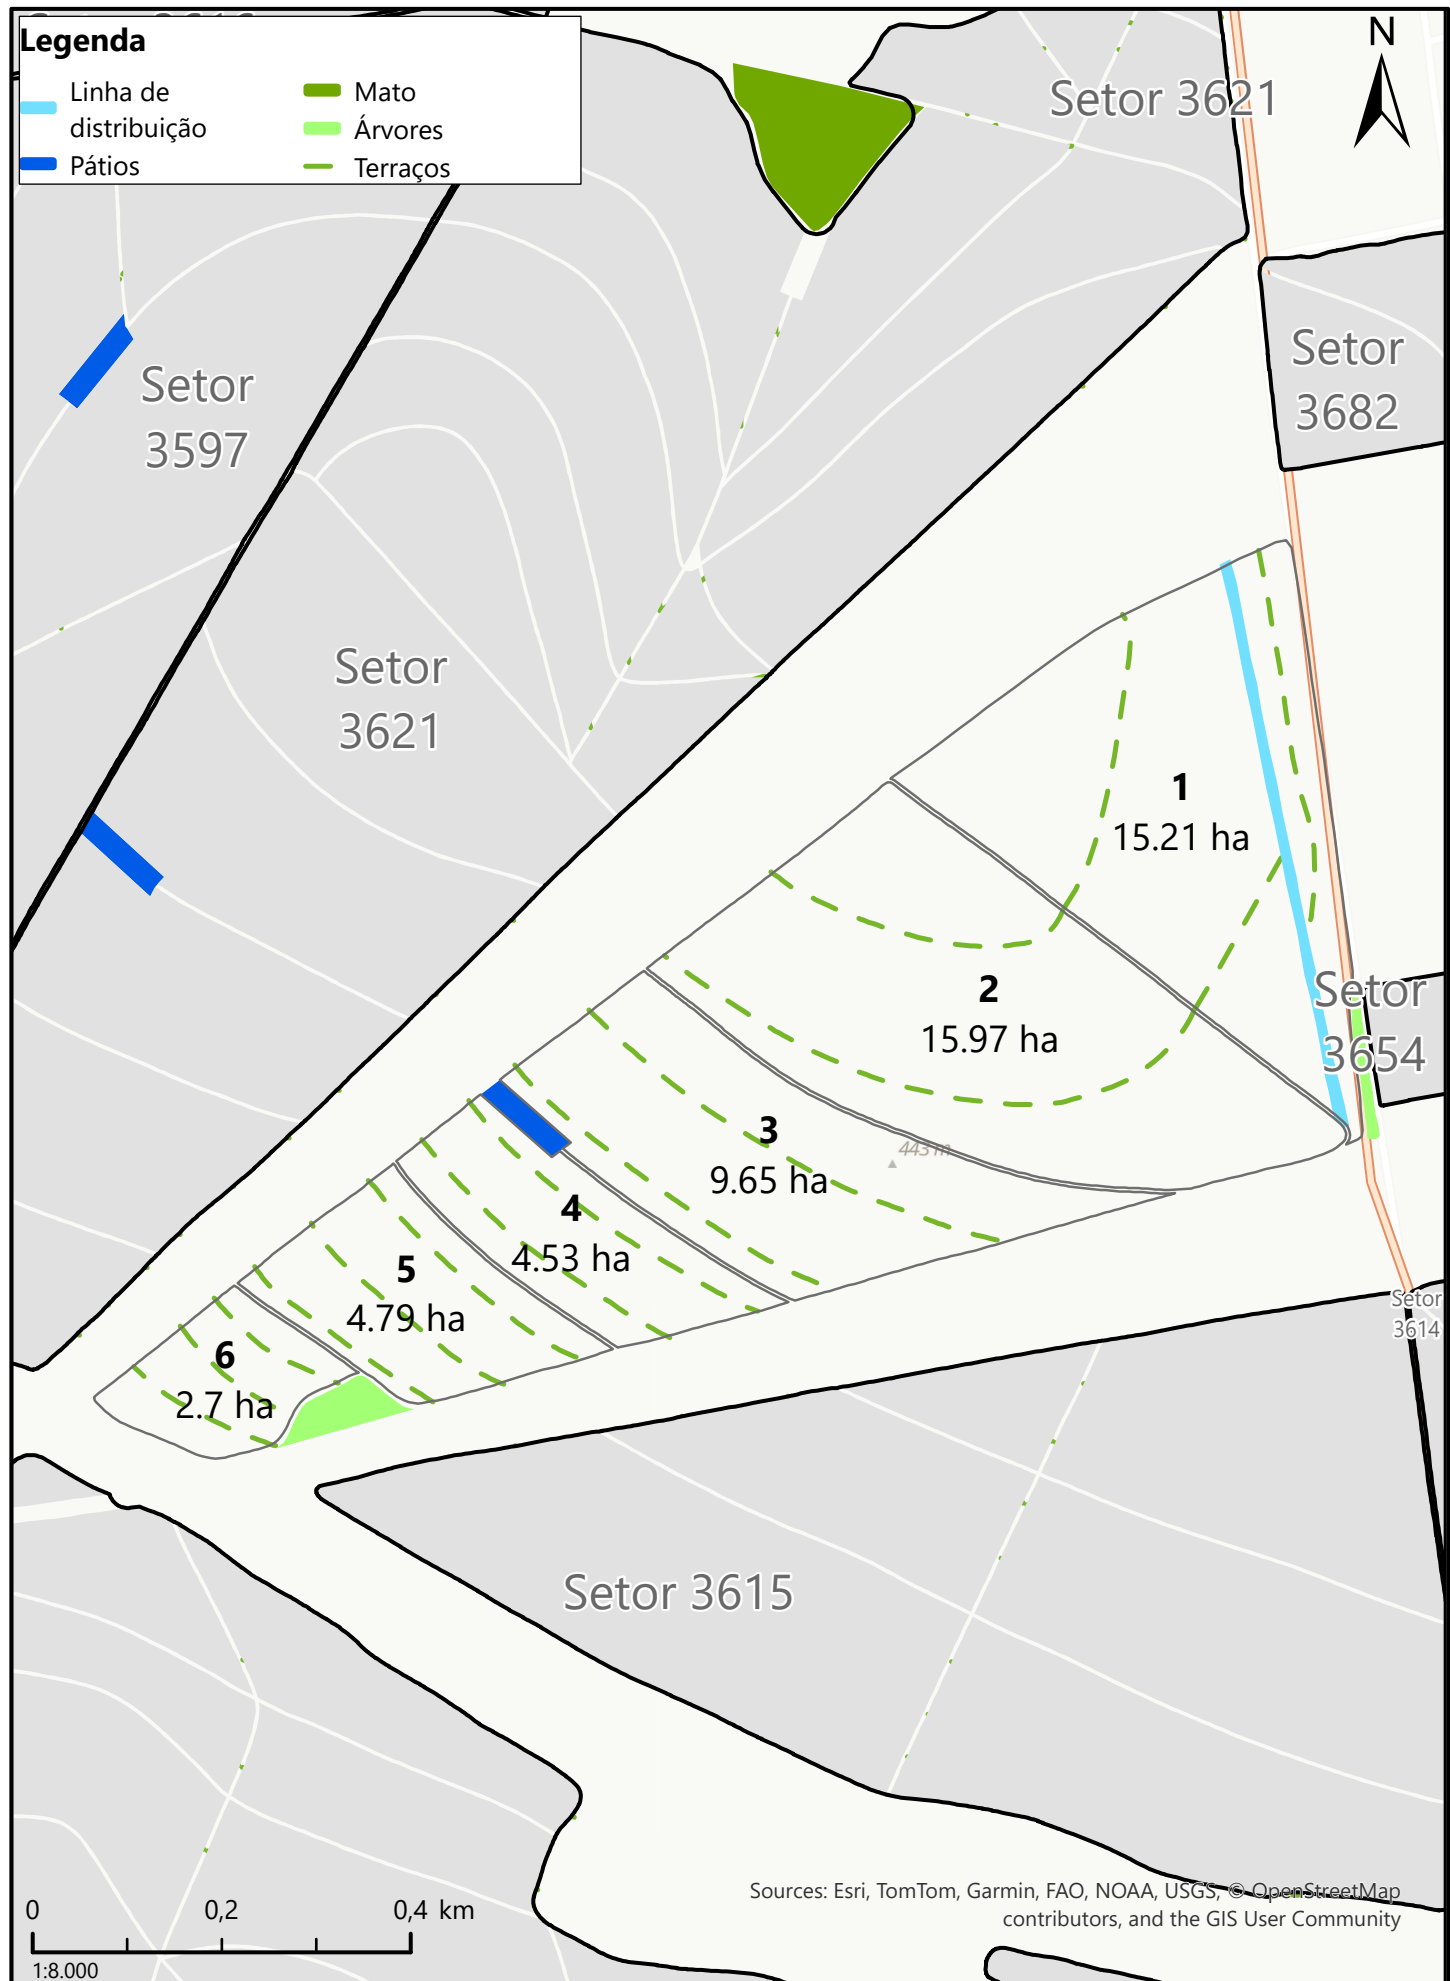 Legenda
Linha de
distribuição
Pátios
Mato
Árvores
Terraços
N
Setor 3621
Setor
3597
Setor
3682
Setor
3621
1
15.21 ha
2
15.97 ha
Setor
3654
3
9.65 ha
443 m
4
4.53 ha
5
4.79 ha
6
2.7 ha
Setor
3614
Setor 3615
0
0,2
0,4 km
1:8.000
Sources: Esri, TomTom, Garmin, FAO, NOAA, USGS, © OpenStreetMap
contributors, and the GIS User Community